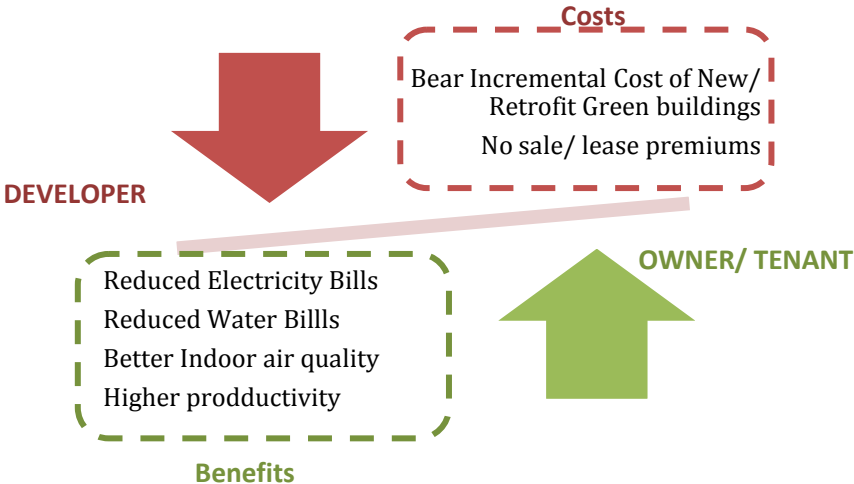 Costs
Bear Incremental Cost of New/
Retrofit Green buildings
No sale/ lease premiums
DEVELOPER
OWNER/ TENANT
Reduced Electricity Bills
Reduced Water Billls
Better Indoor air quality
Higher prodductivity
Benefits